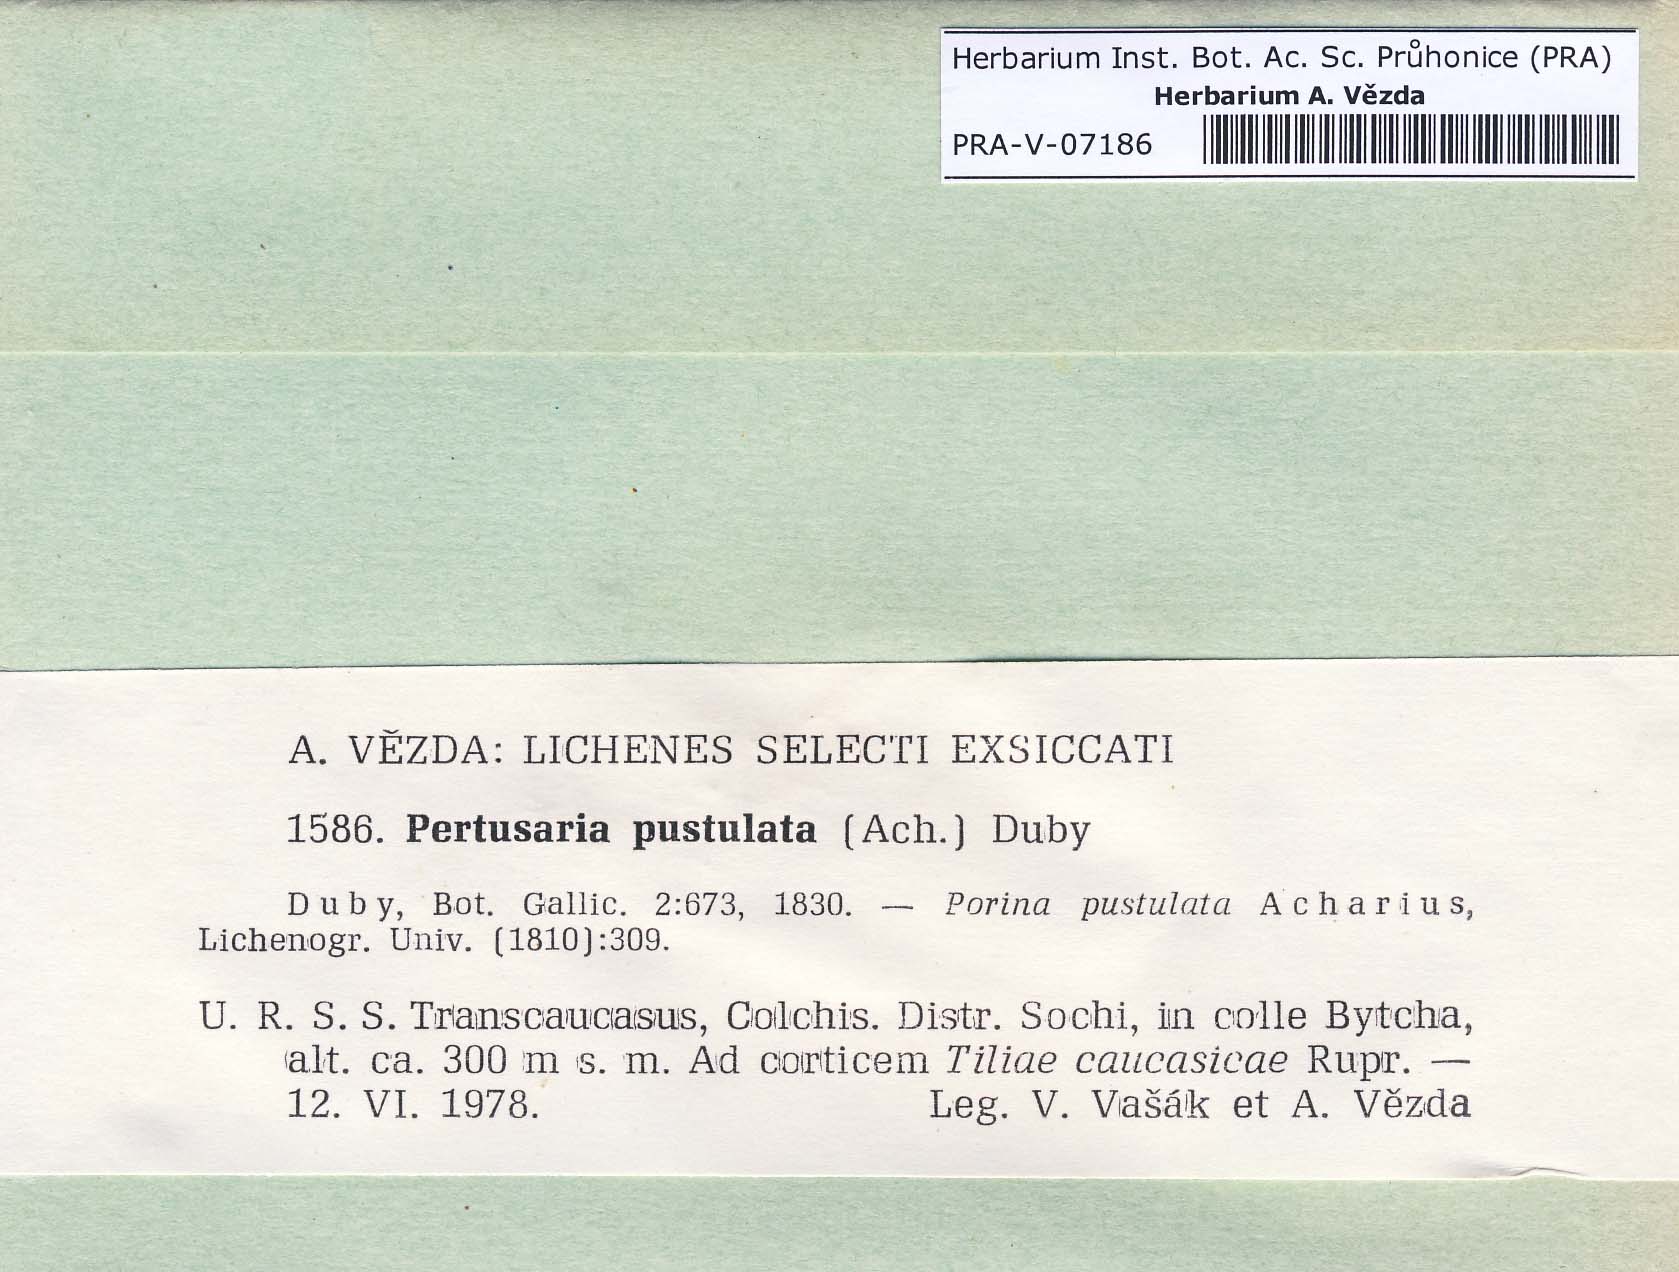 Herbarium Inst. Bot. Ac. Sc. Průhonice (PRA)
Herbarium A. Vězda
PRA-V-07186
A. VĚZDA: LICHENES SELECTI EXSICCATI
1586. Pertusaria pustulata (Ach.) Duby
Duby, Bot. Gallic. 2:673, 1830. — Porina pustulata Acharius,
Lichenogr. Univ. (1810):309.
U. R. S. S. Transcaucasus, Colchis. Distr. Sochi, in colle Bytcha,
alt. ca. 300 m s. m. Ad corticem Tiliae caucasicae Rupr. —
12. VI. 1978. Leg. V. Vašák et A. Vězda